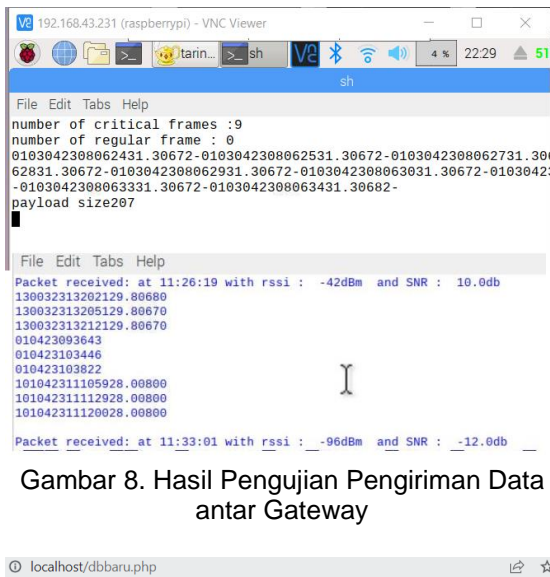 192.168.43.231 (raspberrypi) - VNC Viewer
tarin... sh 4 % 22:29 51
sh
File Edit Tabs Help
number of critical frames :9
number of regular frame : 0
0103042308062431.30672-0103042308062531.30672-0103042308062731.306
62831.30672-0103042308062931.30672-0103042308063031.30672-01030423
-0103042308063331.30672-0103042308063431.30682-
payload size207
File Edit Tabs Help
Packet received: at 11:26:19 with rssi : -42dBm and SNR : 10.0db
130032313202129.80680
130032313205129.80670
130032313212129.80670
010423093643
010423103446
010423103822
101042311105928.00800
101042311112928.00800
101042311120028.00800
Packet received: at 11:33:01 with rssi : -96dBm and SNR : -12.0db
Gambar 8. Hasil Pengujian Pengiriman Data
antar Gateway
localhost/dbbaru.php